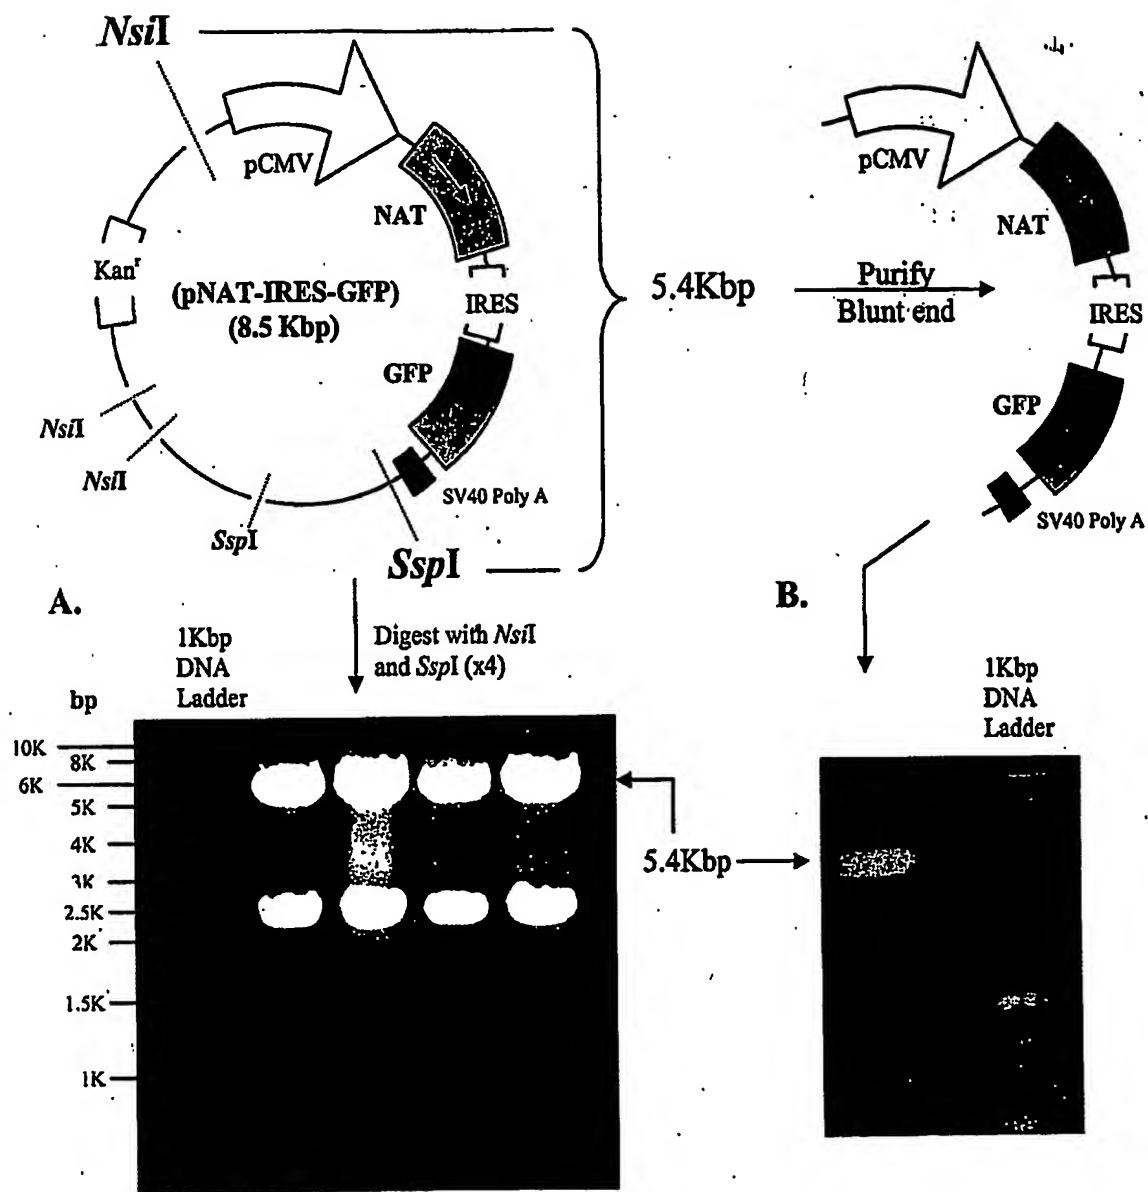 NsiI
pCMV
NAT
Kanʳ
(pNAT-IRES-GFP)
(8.5 Kbp)
IRES
GFP
NsiI
NsiI
SspI
SV40 Poly A
SspI
5.4Kbp
Purify
Blunt end
pCMV
NAT
IRES
GFP
SV40 Poly A
A.
Digest with NsiI
and SspI (x4)
1Kbp
DNA
Ladder
bp
10K
8K
6K
5K
4K
3K
2.5K
2K
1.5K
1K
5.4Kbp
B.
1Kbp
DNA
Ladder